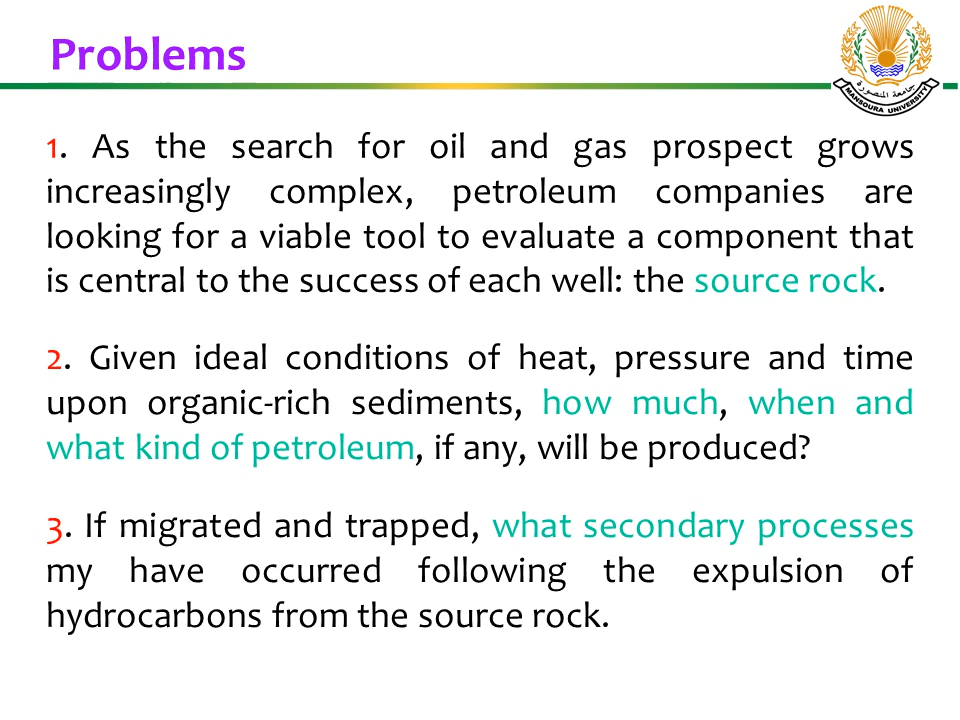 Problems
جامعة المنصورة
MANSOURA UNIVERSITY
1. As the search for oil and gas prospect grows
increasingly complex, petroleum companies are
looking for a viable tool to evaluate a component that
is central to the success of each well: the source rock.
2. Given ideal conditions of heat, pressure and time
upon organic-rich sediments, how much, when and
what kind of petroleum, if any, will be produced?
3. If migrated and trapped, what secondary processes
my have occurred following the expulsion of
hydrocarbons from the source rock.